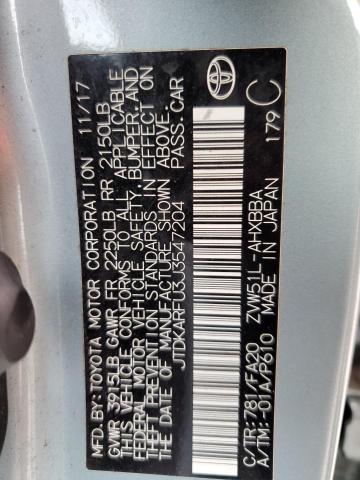 MFD.BY: TOYOTA MOTOR CORPORATION 11/17
GVWR 3915LB GAWR FR 2250LB RR 2150LB
THIS VEHICLE CONFORMS TO ALL APPLICABLE
FEDERAL MOTOR VEHICLE SAFETY, BUMPER, AND
THEFT PREVENTION STANDARDS IN EFFECT ON
THE DATE OF MANUFACTURE SHOWN ABOVE.
JTDKARFU3J3547204 PASS.CAR
C/TR: 781/FA20 ZVW51L-AHXBBA
A/TM: -01A/P610 MADE IN JAPAN 179 C